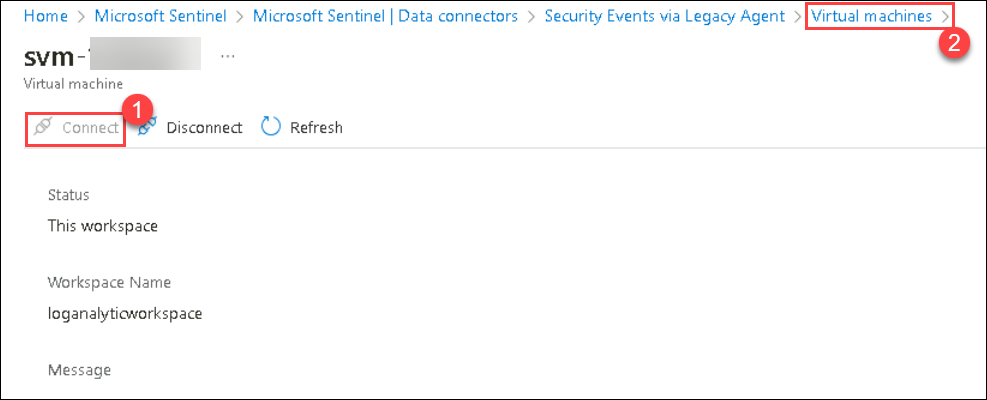 Home > Microsoft Sentinel > Microsoft Sentinel | Data connectors > Security Events via Legacy Agent > Virtual machines >
2
svm- ...
Virtual machine
1
Connect Disconnect Refresh
Status
This workspace
Workspace Name
loganalyticworkspace
Message